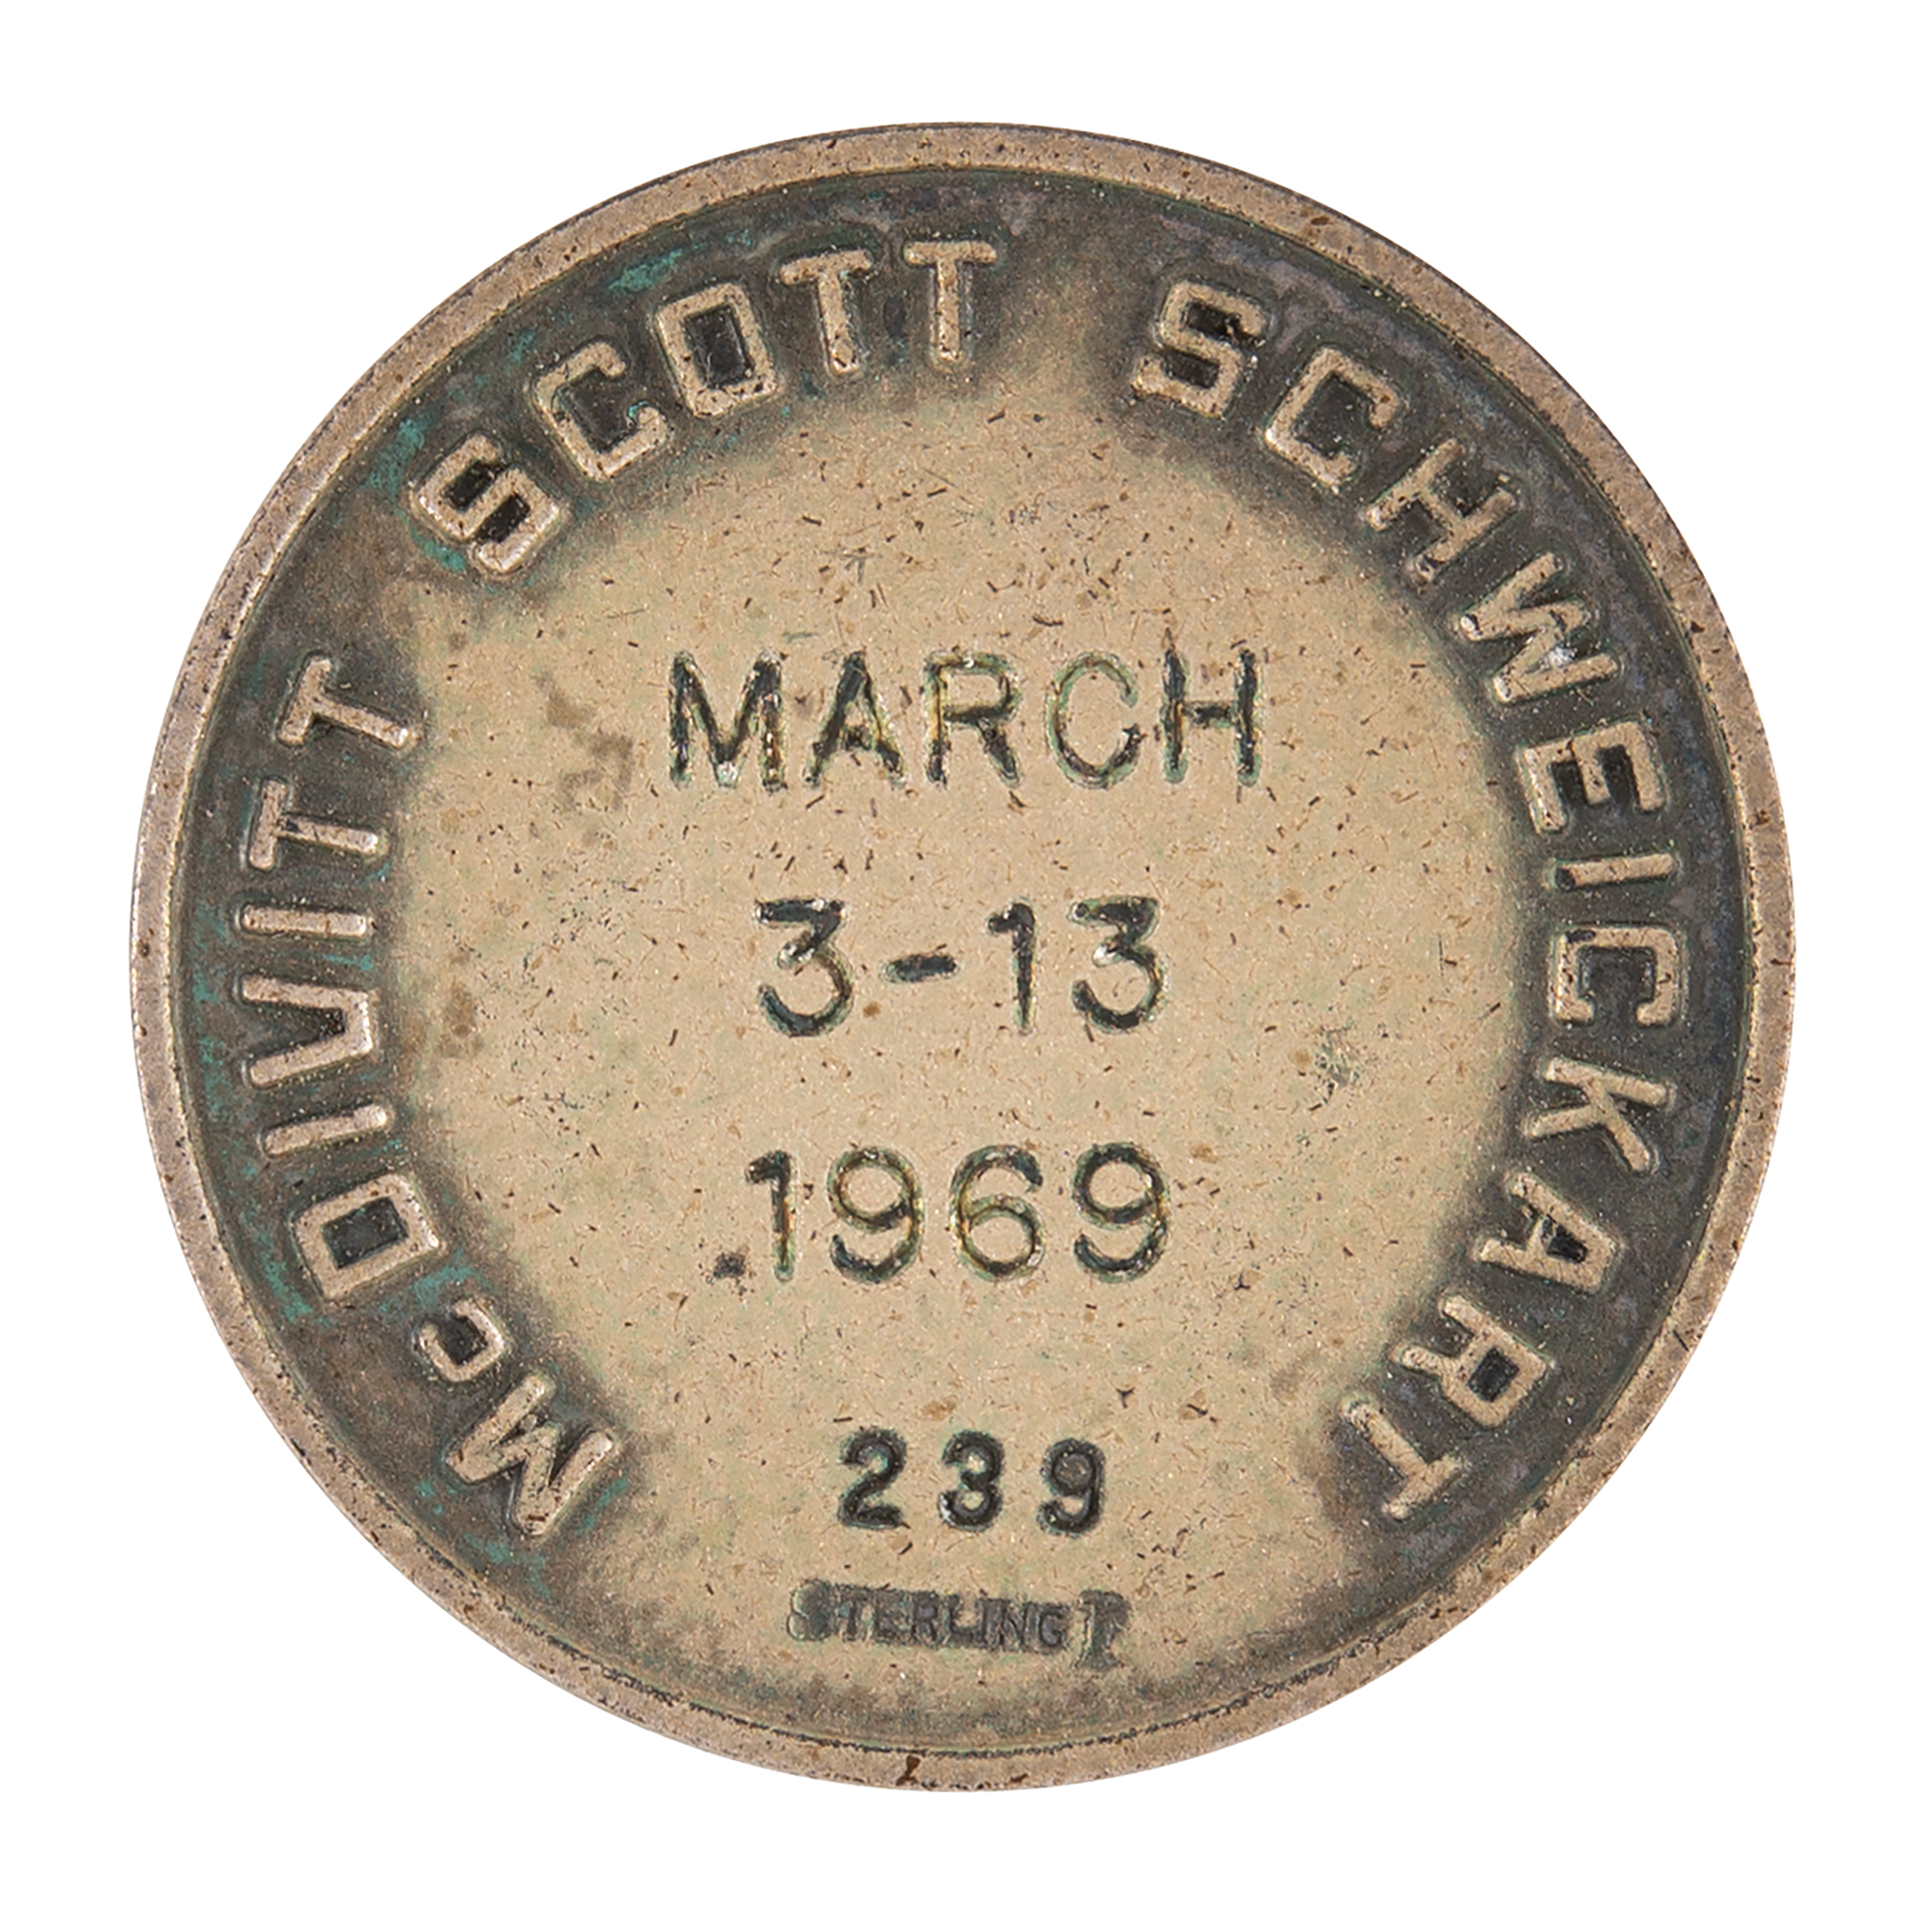 McDIVITT SCOTT SCHWEICKART
MARCH
3-13
1969
239
STERLING F